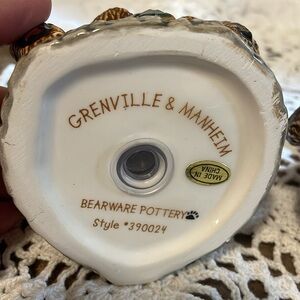 GRENVILLE & MANHEIM
MADE IN
CHINA
BEARWARE POTTERY
Style #390024